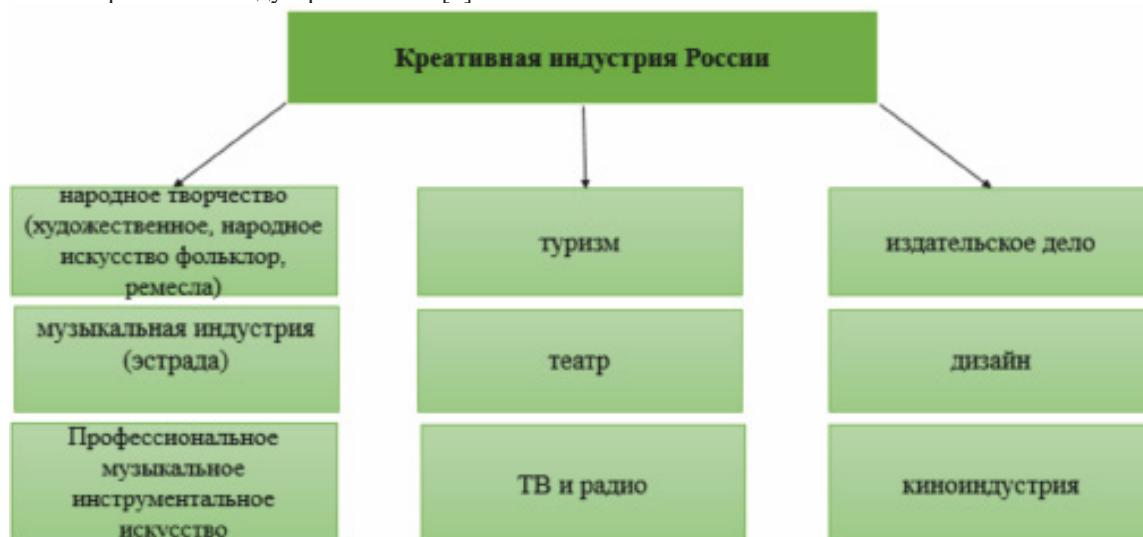 Креативная индустрия России
народное творчество
(художественное, народное
искусство фольклор,
ремесла)
туризм
издательское дело
музыкальная индустрия
(эстрада)
театр
дизайн
Профессиональное
музыкальное
инструментальное
искусство
ТВ и радио
киноиндустрия